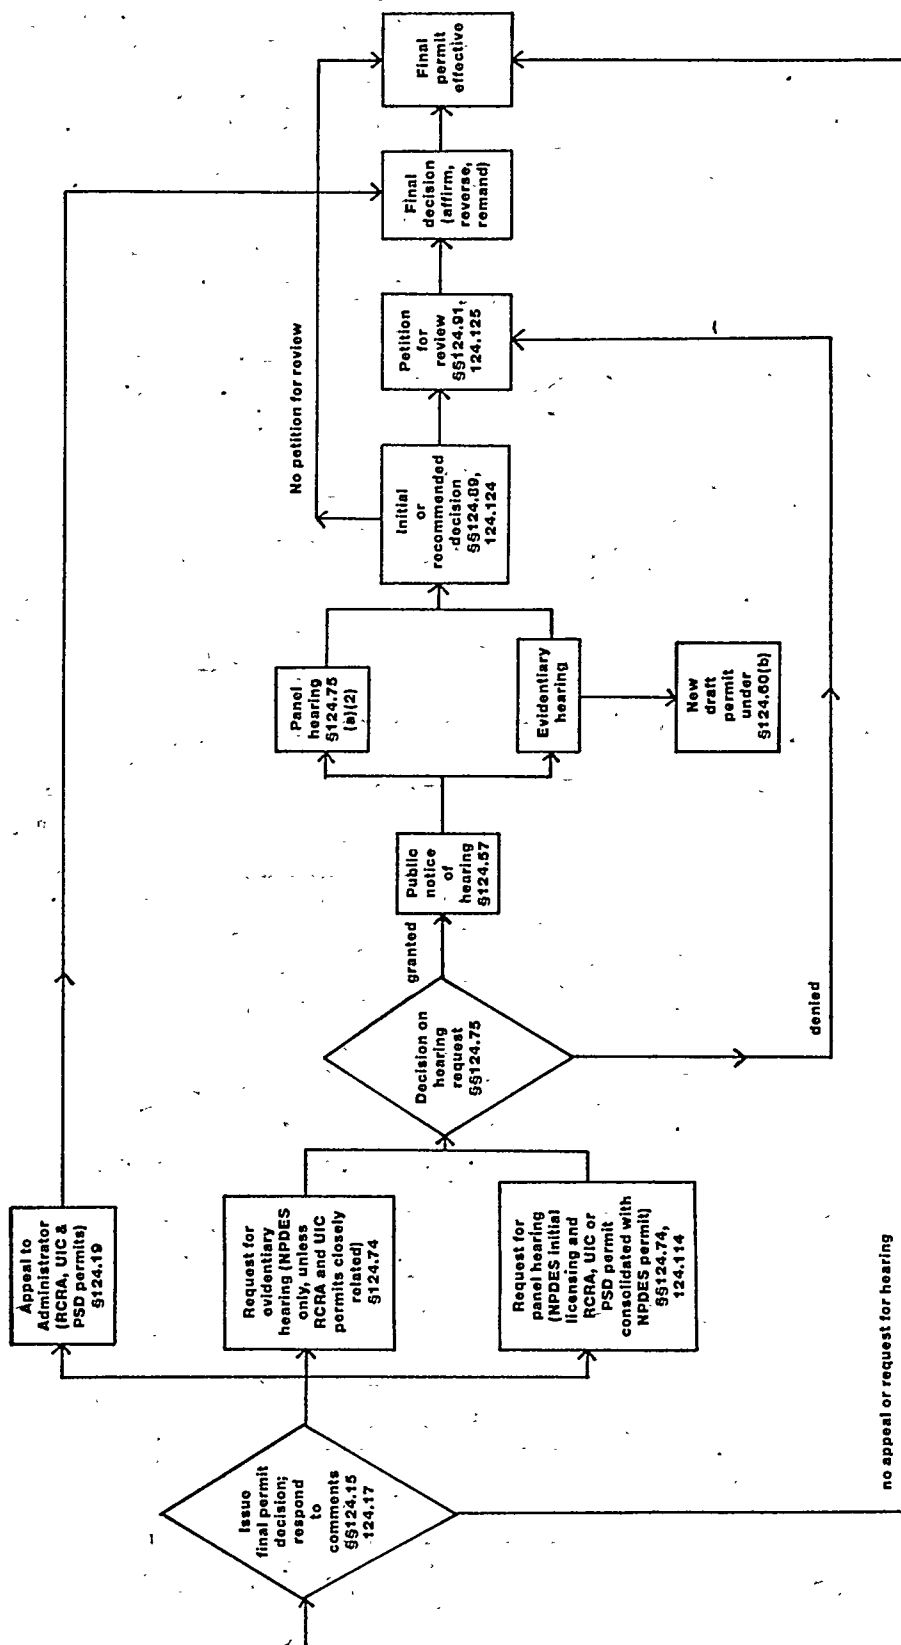 Issue
final permit
decision;
respond
to
comments
§§124.15
124.17
Appeal to
Administrator
(RCRA, UIC &
PSD permits)
§124.19
Request for
evidentiary
hearing (NPDES
only, unless
RCRA and UIC
permits closely
related)
§124.74
Request for
panel hearing
(NPDES initial
licensing and
RCRA, UIC or
PSD permit
consolidated with
NPDES permit)
§§124.74,
124.114
no appeal or request for hearing
Decision on
hearing
request
§§124.75
granted
denied
Public
notice
of
hearing
§124.57
Panel
hearing
§124.75
(a)(2)
Evidentiary
hearing
New
draft
permit
under
§124.60(b)
Initial
or
recommended
decision
§§124.89,
124.124
No petition for review
Petition
for
review
§§124.91,
124.125
Final
decision
(affirm,
reverse,
remand)
Final
permit
effective